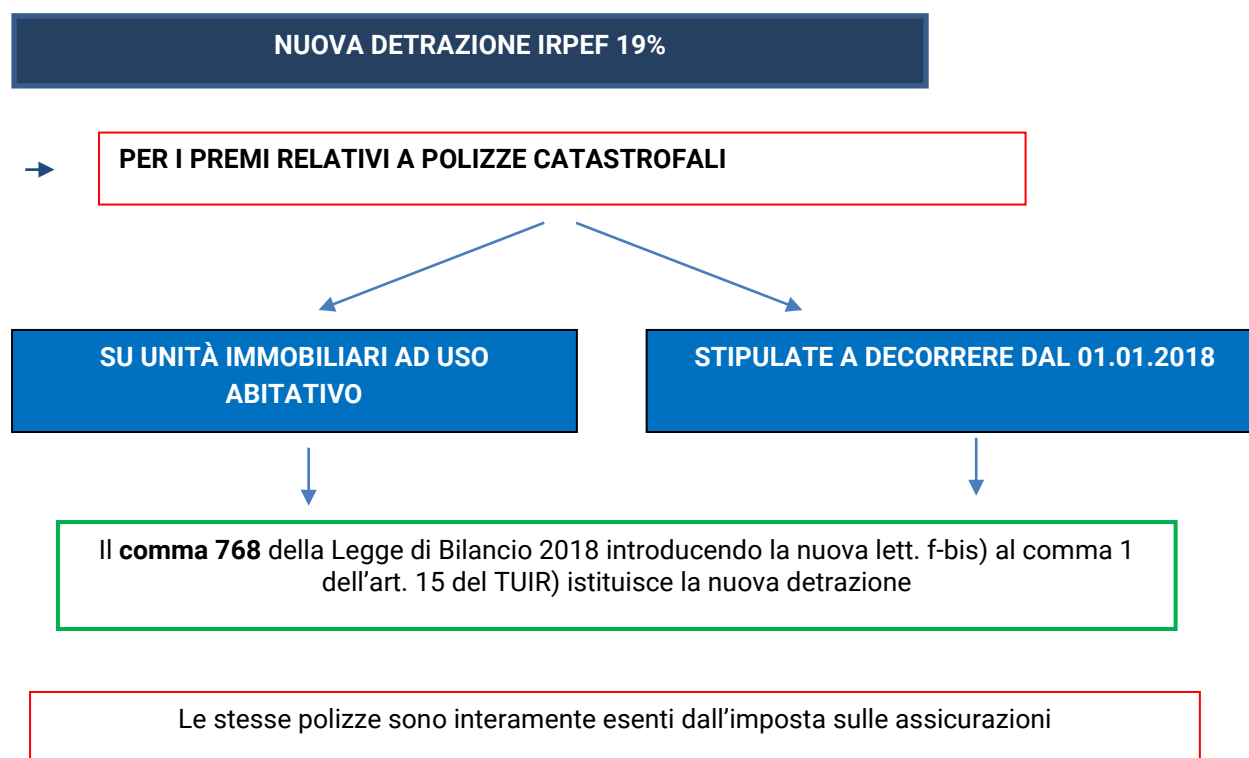 NUOVA DETRAZIONE IRPEF 19%
PER I PREMI RELATIVI A POLIZZE CATASTROFALI
SU UNITÀ IMMOBILIARI AD USO
ABITATIVO
STIPULATE A DECORRERE DAL 01.01.2018
Il comma 768 della Legge di Bilancio 2018 introducendo la nuova lett. f-bis) al comma 1
dell'art. 15 del TUIR) istituisce la nuova detrazione
Le stesse polizze sono interamente esenti dall'imposta sulle assicurazioni